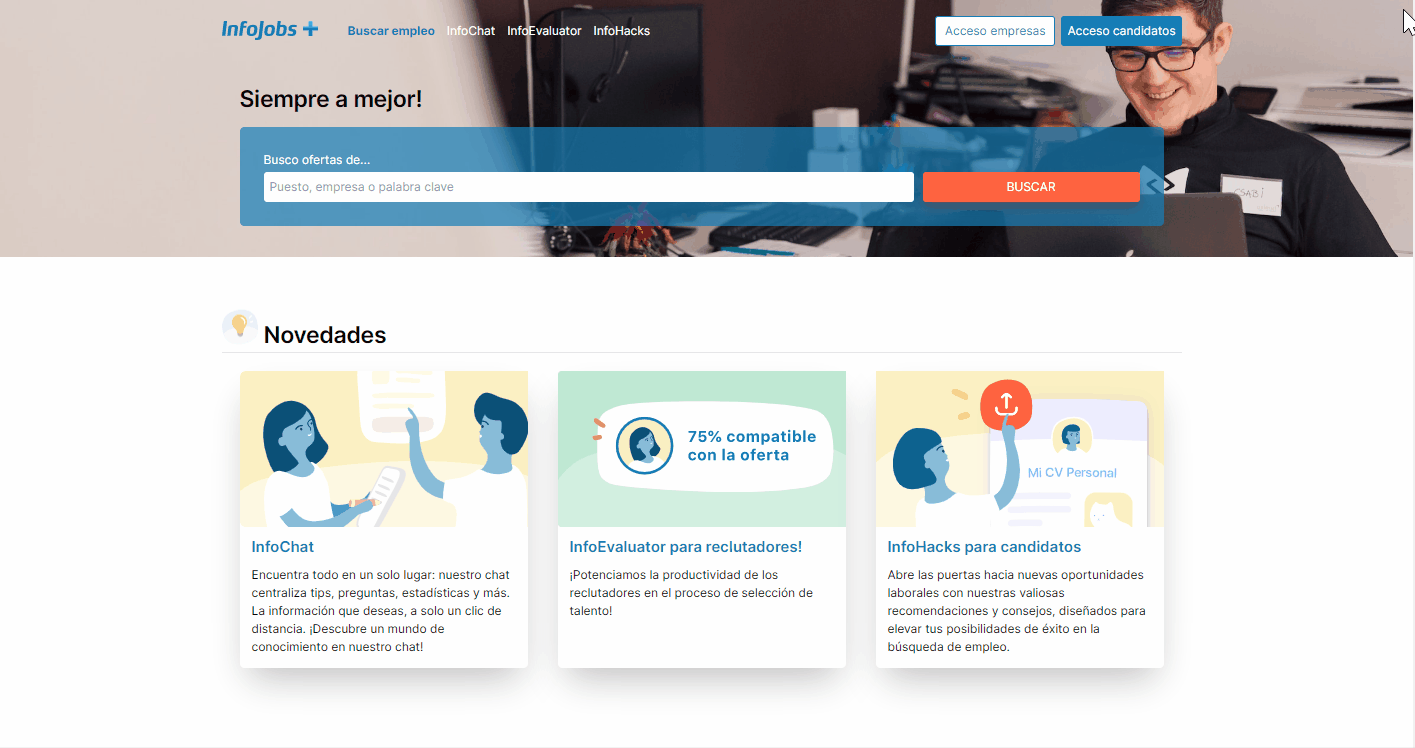 InfoJobs +
Buscar empleo InfoChat InfoEvaluator InfoHacks
Acceso empresas Acceso candidatos
Siempre a mejor!
Busco ofertas de...
Puesto, empresa o palabra clave
BUSCAR
CSABI
Novedades
75% compatible
con la oferta
Mi CV Personal
InfoChat
Encuentra todo en un solo lugar: nuestro chat
centraliza tips, preguntas, estadísticas y más.
La información que deseas, a solo un clic de
distancia. ¡Descubre un mundo de
conocimiento en nuestro chat!
InfoEvaluator para reclutadores!
¡Potenciamos la productividad de los
reclutadores en el proceso de selección de
talento!
InfoHacks para candidatos
Abre las puertas hacia nuevas oportunidades
laborales con nuestras valiosas
recomendaciones y consejos, diseñados para
elevar tus posibilidades de éxito en la
búsqueda de empleo.